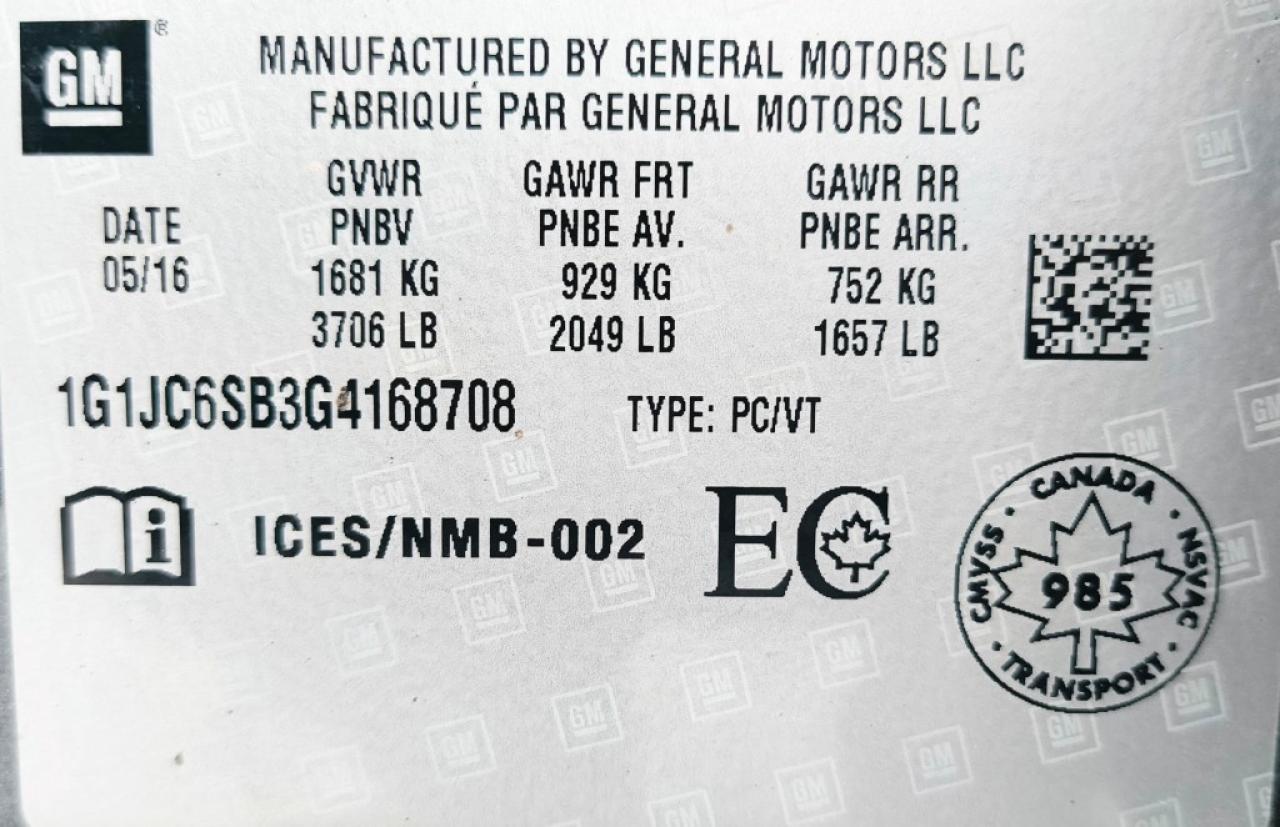 GM ®
MANUFACTURED BY GENERAL MOTORS LLC
FABRIQUÉ PAR GENERAL MOTORS LLC
GVWR GAWR FRT GAWR RR
DATE PNBV PNBE AV. PNBE ARR.
05/16 1681 KG 929 KG 752 KG
3706 LB 2049 LB 1657 LB
1G1JC6SB3G4168708 TYPE: PC/VT
i ICES/NMB-002 EC
CANADA
CMVSS · 985 · NSVAC
TRANSPORT